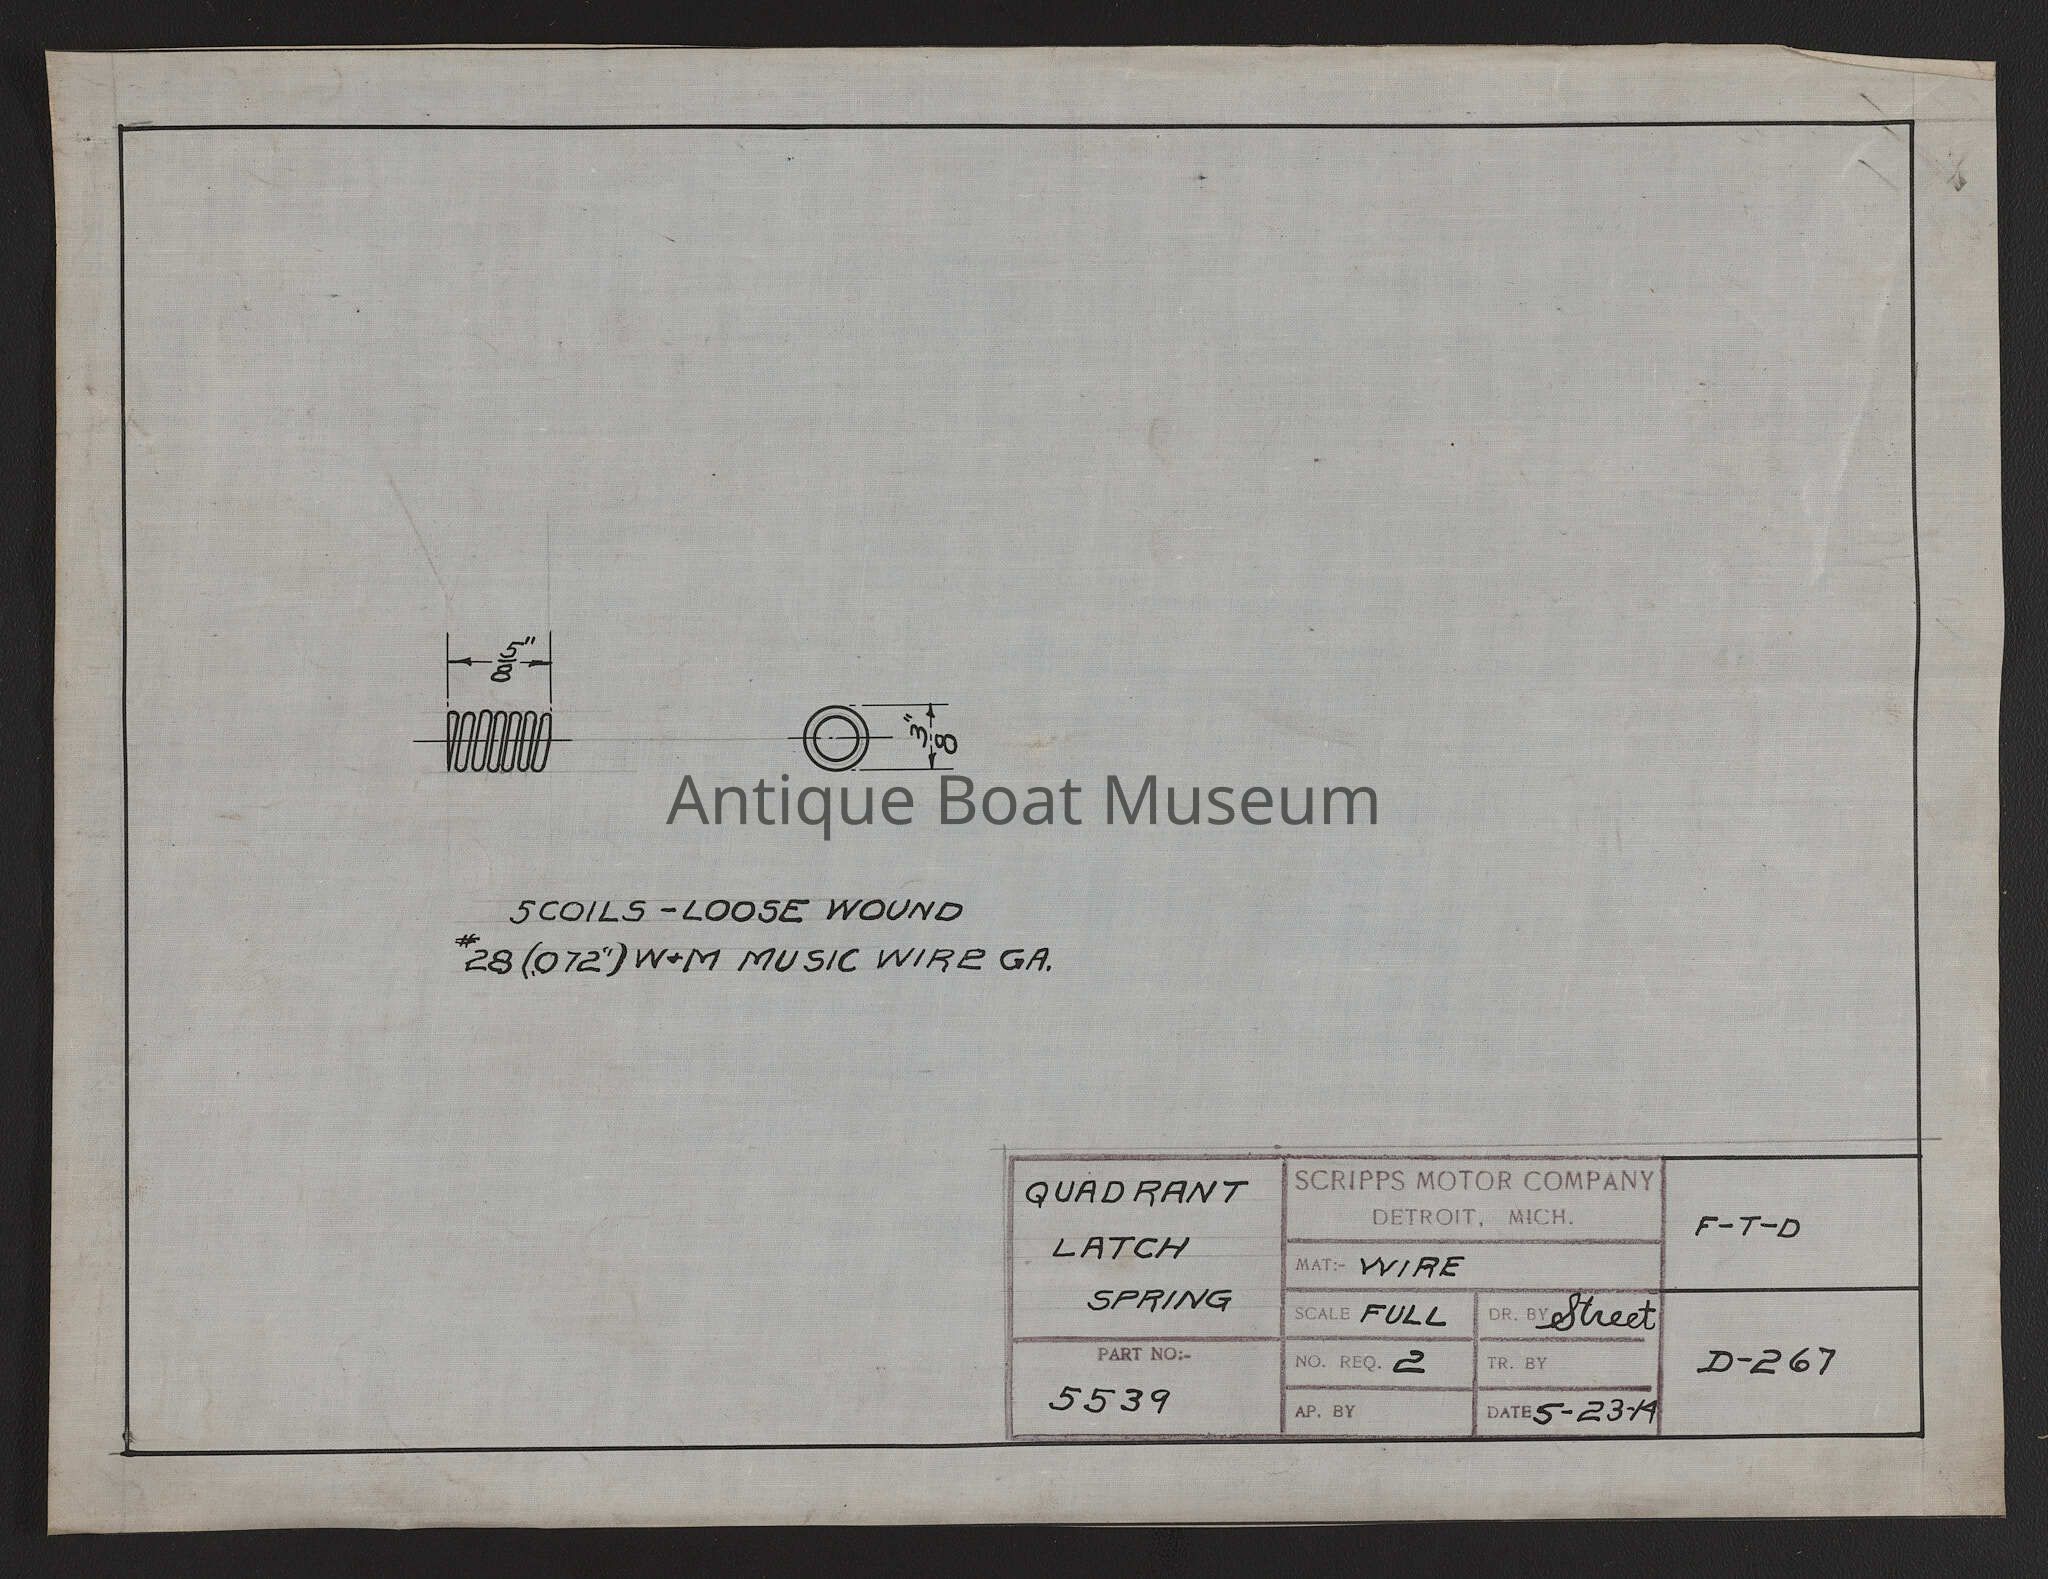 5"
8
3"
8
Antique Boat Museum
5 COILS - LOOSE WOUND
#28 (.072") W+M MUSIC WIRE GA.
QUADRANT
LATCH
SPRING
PART NO:-
5539
SCRIPPS MOTOR COMPANY
DETROIT, MICH.
MAT:- WIRE
SCALE FULL
DR. BY Street
NO. REQ. 2
TR. BY
AP. BY
DATE 5-23-14
F-T-D
D-267